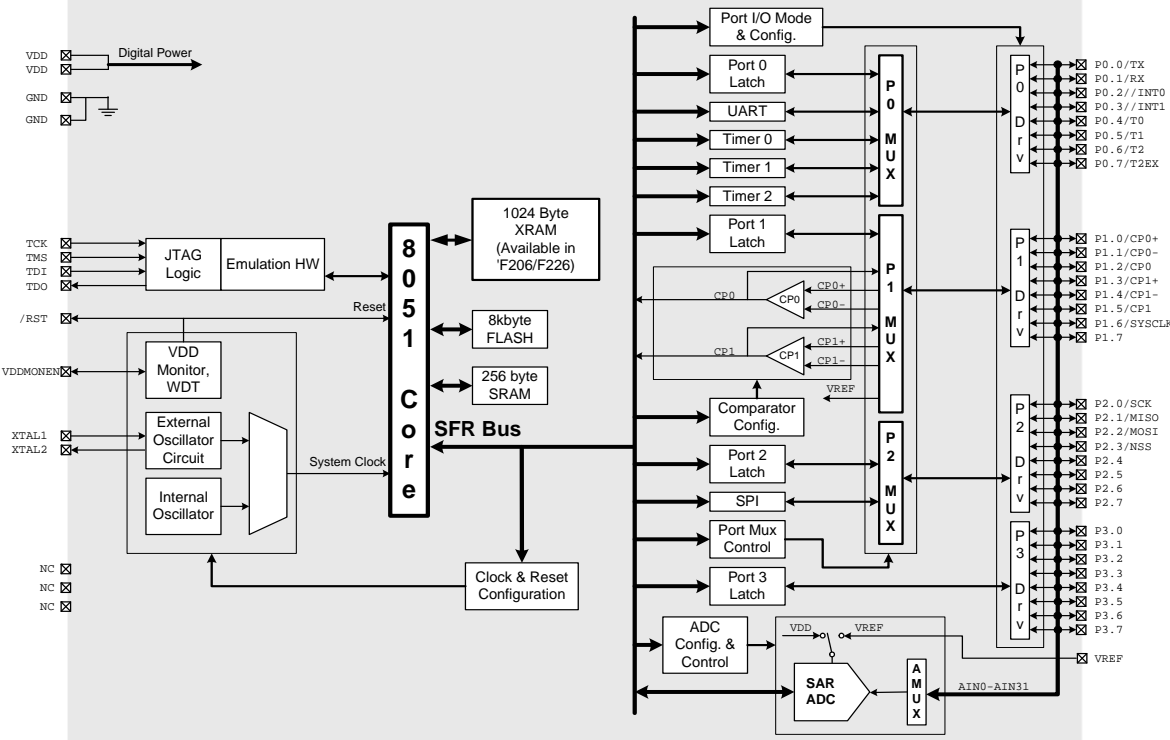 VDD
VDD
Digital Power
GND
GND
TCK
TMS
TDI
TDO
JTAG
Logic
Emulation HW
/RST
Reset
VDDMONEN
VDD
Monitor,
WDT
XTAL1
XTAL2
External
Oscillator
Circuit
Internal
Oscillator
System Clock
NC
NC
NC
8051 Core
1024 Byte
XRAM
(Available in
'F206/F226)
8kbyte
FLASH
256 byte
SRAM
SFR Bus
Clock & Reset
Configuration
Port I/O Mode
& Config.
Port 0
Latch
UART
Timer 0
Timer 1
Timer 2
Port 1
Latch
CP0
CP0
CP0+
CP0-
CP1
CP1
CP1+
CP1-
VREF
Comparator
Config.
Port 2
Latch
SPI
Port Mux
Control
Port 3
Latch
ADC
Config. &
Control
VDD
VREF
SAR
ADC
AMUX
AIN0-AIN31
P0 MUX
P1 MUX
P2 MUX
P0 Drv
P1 Drv
P2 Drv
P3 Drv
P0.0/TX
P0.1/RX
P0.2//INT0
P0.3//INT1
P0.4/T0
P0.5/T1
P0.6/T2
P0.7/T2EX
P1.0/CP0+
P1.1/CP0-
P1.2/CP0
P1.3/CP1+
P1.4/CP1-
P1.5/CP1
P1.6/SYSCLK
P1.7
P2.0/SCK
P2.1/MISO
P2.2/MOSI
P2.3/NSS
P2.4
P2.5
P2.6
P2.7
P3.0
P3.1
P3.2
P3.3
P3.4
P3.5
P3.6
P3.7
VREF